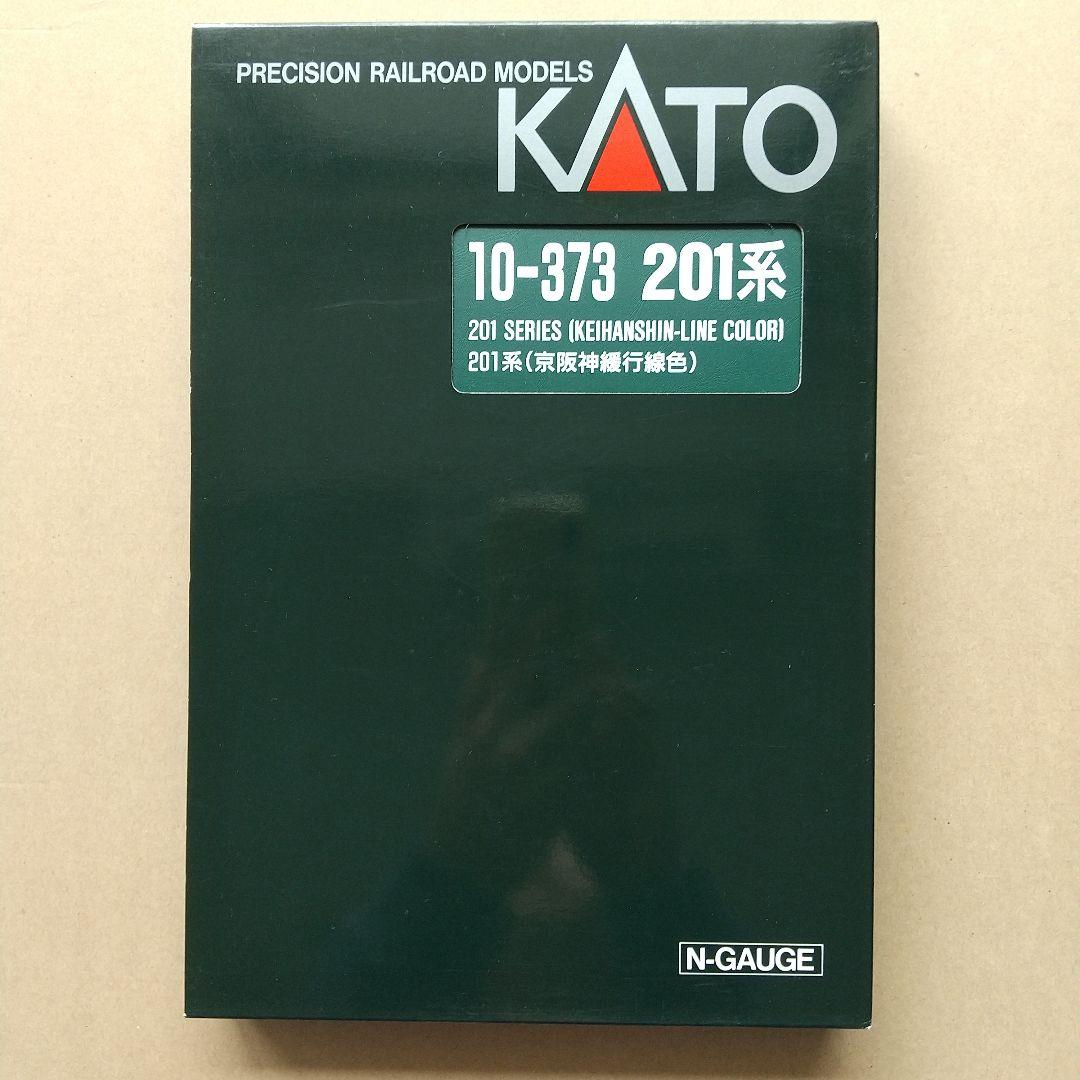 PRECISION RAILROAD MODELS
KATO
10-373 201系
201 SERIES (KEIHANSHIN-LINE COLOR)
201系(京阪神緩行線色)
N-GAUGE